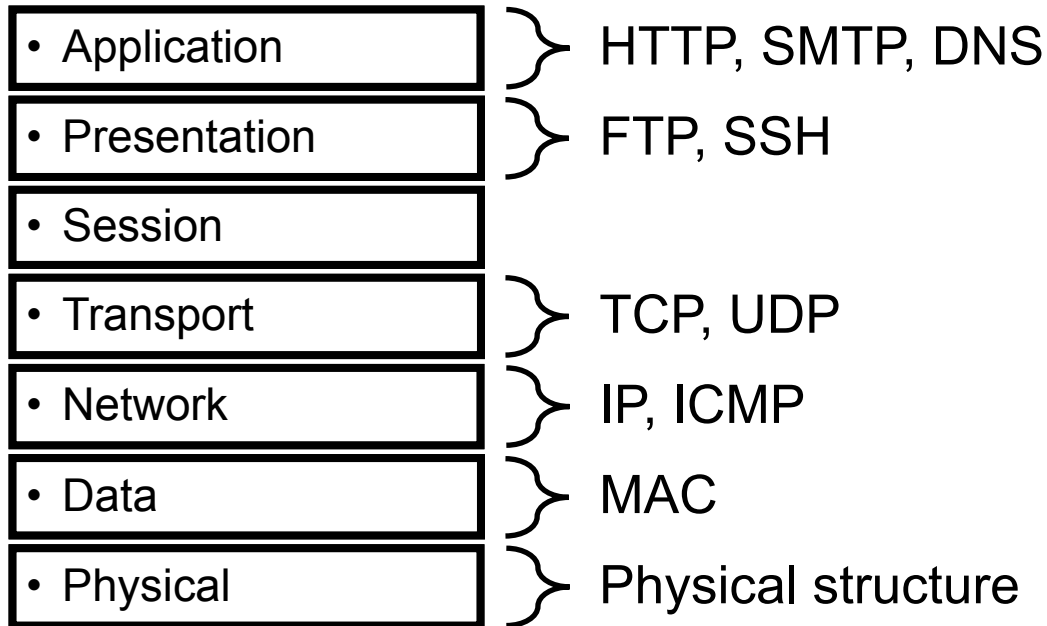 • Application HTTP, SMTP, DNS
• Presentation FTP, SSH
• Session
• Transport TCP, UDP
• Network IP, ICMP
• Data MAC
• Physical Physical structure